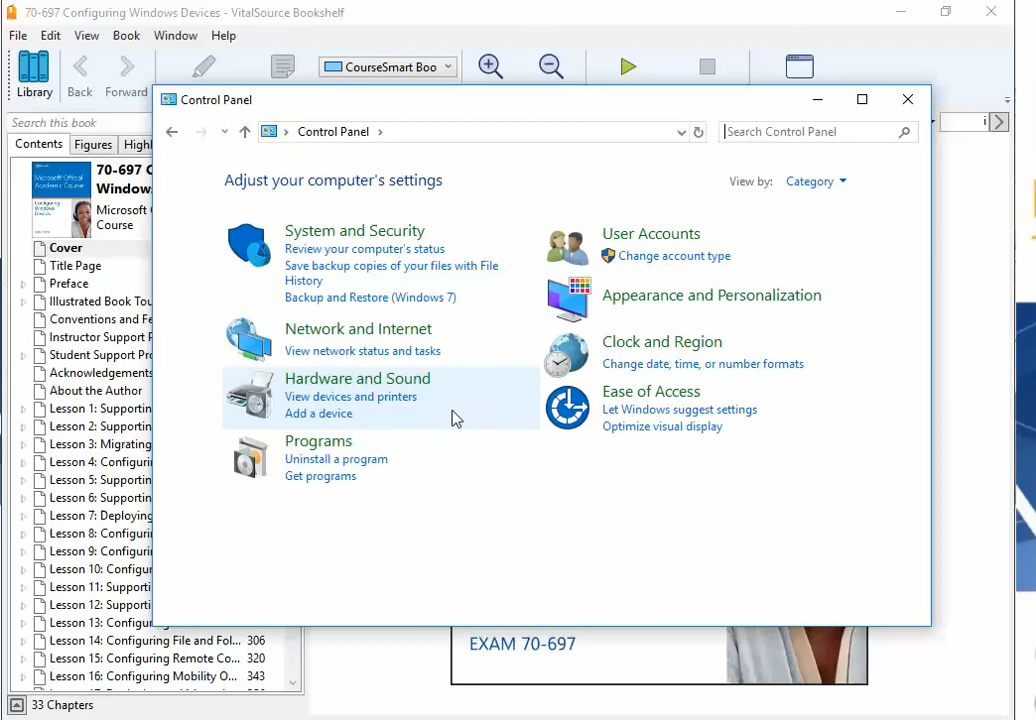 70-697 Configuring Windows Devices - VitalSource Bookshelf
File Edit View Book Window Help
CourseSmart Boo
Library Back Forward
Control Panel
Search this book
Control Panel
Search Control Panel
i
Contents Figures Highl
70-697 C
Windows
Microsoft
Course
Adjust your computer's settings
View by: Category
System and Security
Review your computer's status
Save backup copies of your files with File
History
Backup and Restore (Windows 7)
Network and Internet
View network status and tasks
Hardware and Sound
View devices and printers
Add a device
Programs
Uninstall a program
Get programs
User Accounts
Change account type
Appearance and Personalization
Clock and Region
Change date, time, or number formats
Ease of Access
Let Windows suggest settings
Optimize visual display
Cover
Title Page
Preface
Illustrated Book Tou
Conventions and Fe
Instructor Support P
Student Support Pro
Acknowledgements
About the Author
Lesson 1: Supportin
Lesson 2: Supportin
Lesson 3: Migrating
Lesson 4: Configurin
Lesson 5: Supportin
Lesson 6: Supportin
Lesson 7: Deploying
Lesson 8: Configuri
Lesson 9: Configuri
Lesson 10: Configur
Lesson 11: Supporti
Lesson 12: Supporti
Lesson 13: Configuri
Lesson 14: Configuring File and Fol... 306
Lesson 15: Configuring Remote Co... 320
Lesson 16: Configuring Mobility O... 343
33 Chapters
EXAM 70-697